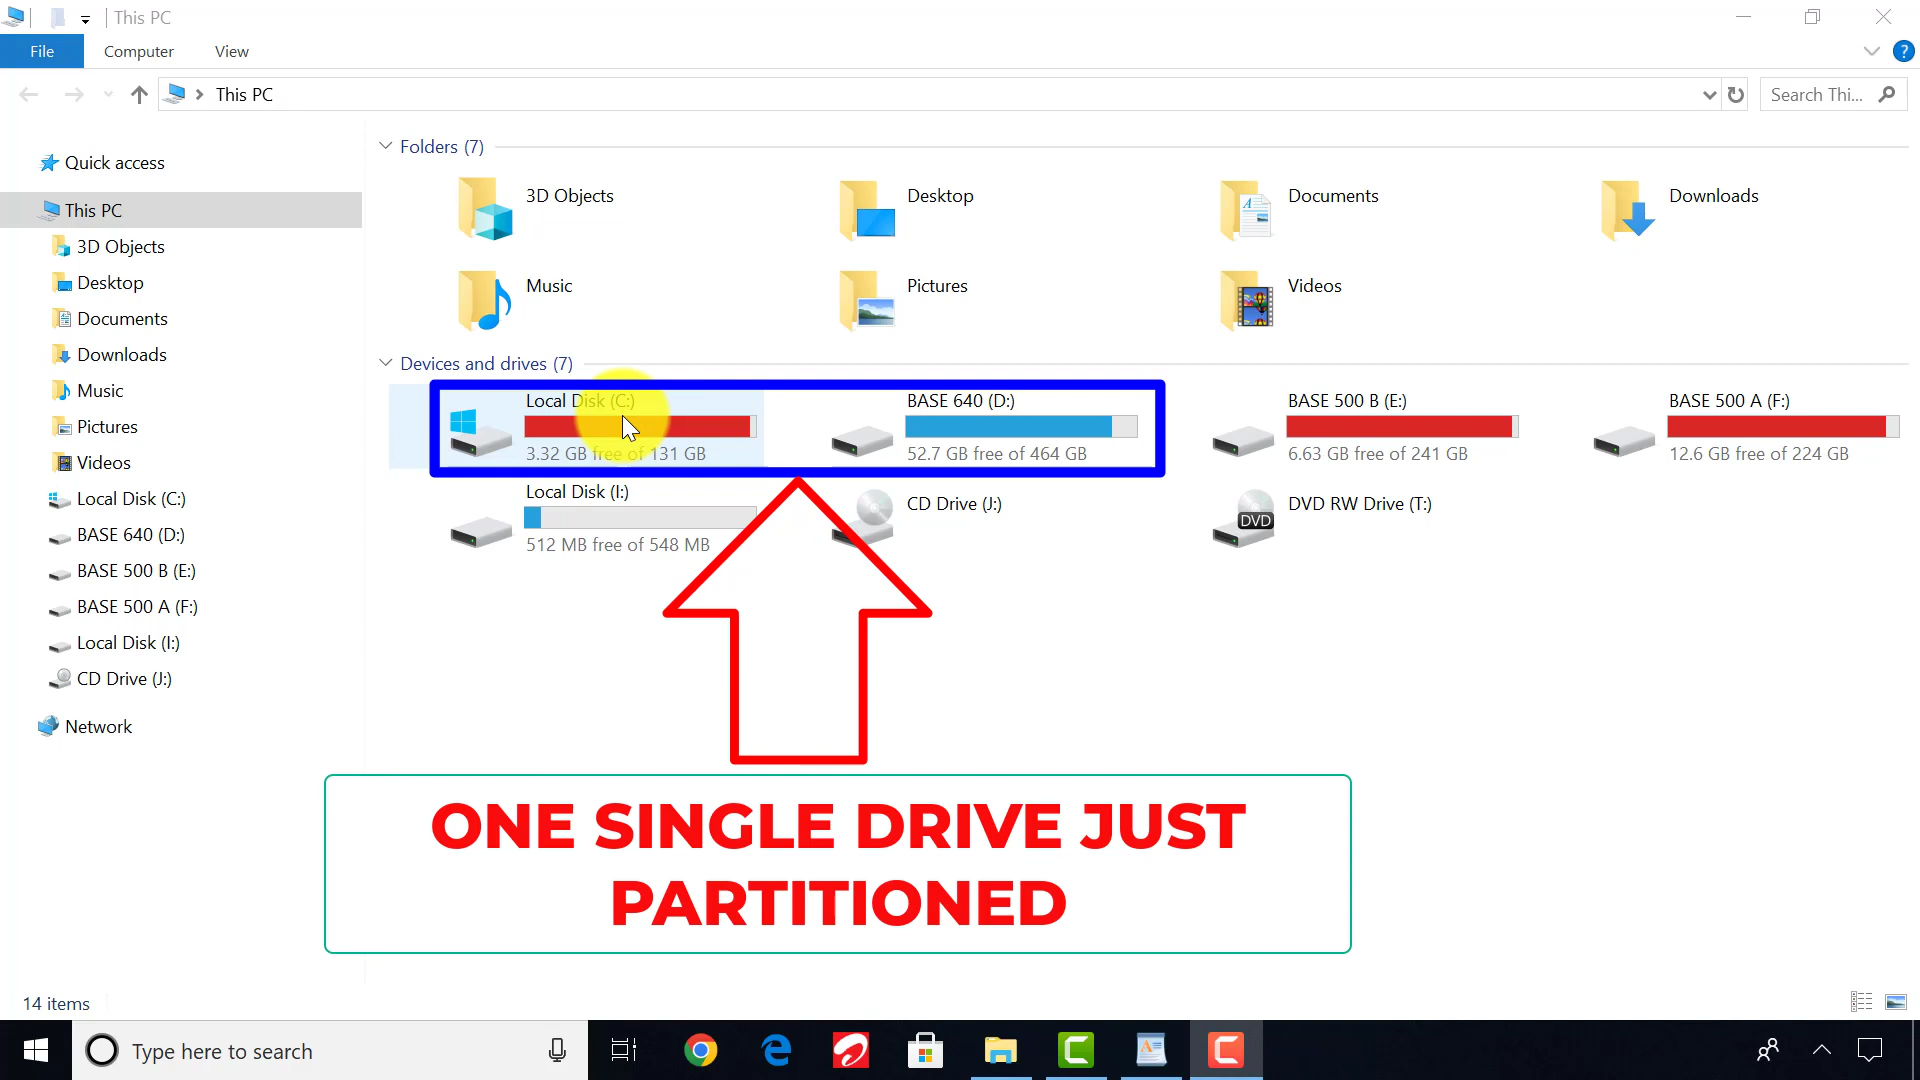 This PC
File Computer View ?
This PC Search Thi...
Quick access
This PC
3D Objects
Desktop
Documents
Downloads
Music
Pictures
Videos
Local Disk (C:)
BASE 640 (D:)
BASE 500 B (E:)
BASE 500 A (F:)
Local Disk (I:)
CD Drive (J:)
Network
Folders (7)
3D Objects Desktop Documents Downloads
Music Pictures Videos
Devices and drives (7)
Local Disk (C:) BASE 640 (D:) BASE 500 B (E:) BASE 500 A (F:)
3.32 GB free of 131 GB 52.7 GB free of 464 GB 6.63 GB free of 241 GB 12.6 GB free of 224 GB
Local Disk (I:) CD Drive (J:) DVD RW Drive (T:)
DVD
512 MB free of 548 MB
ONE SINGLE DRIVE JUST
PARTITIONED
14 items
Type here to search